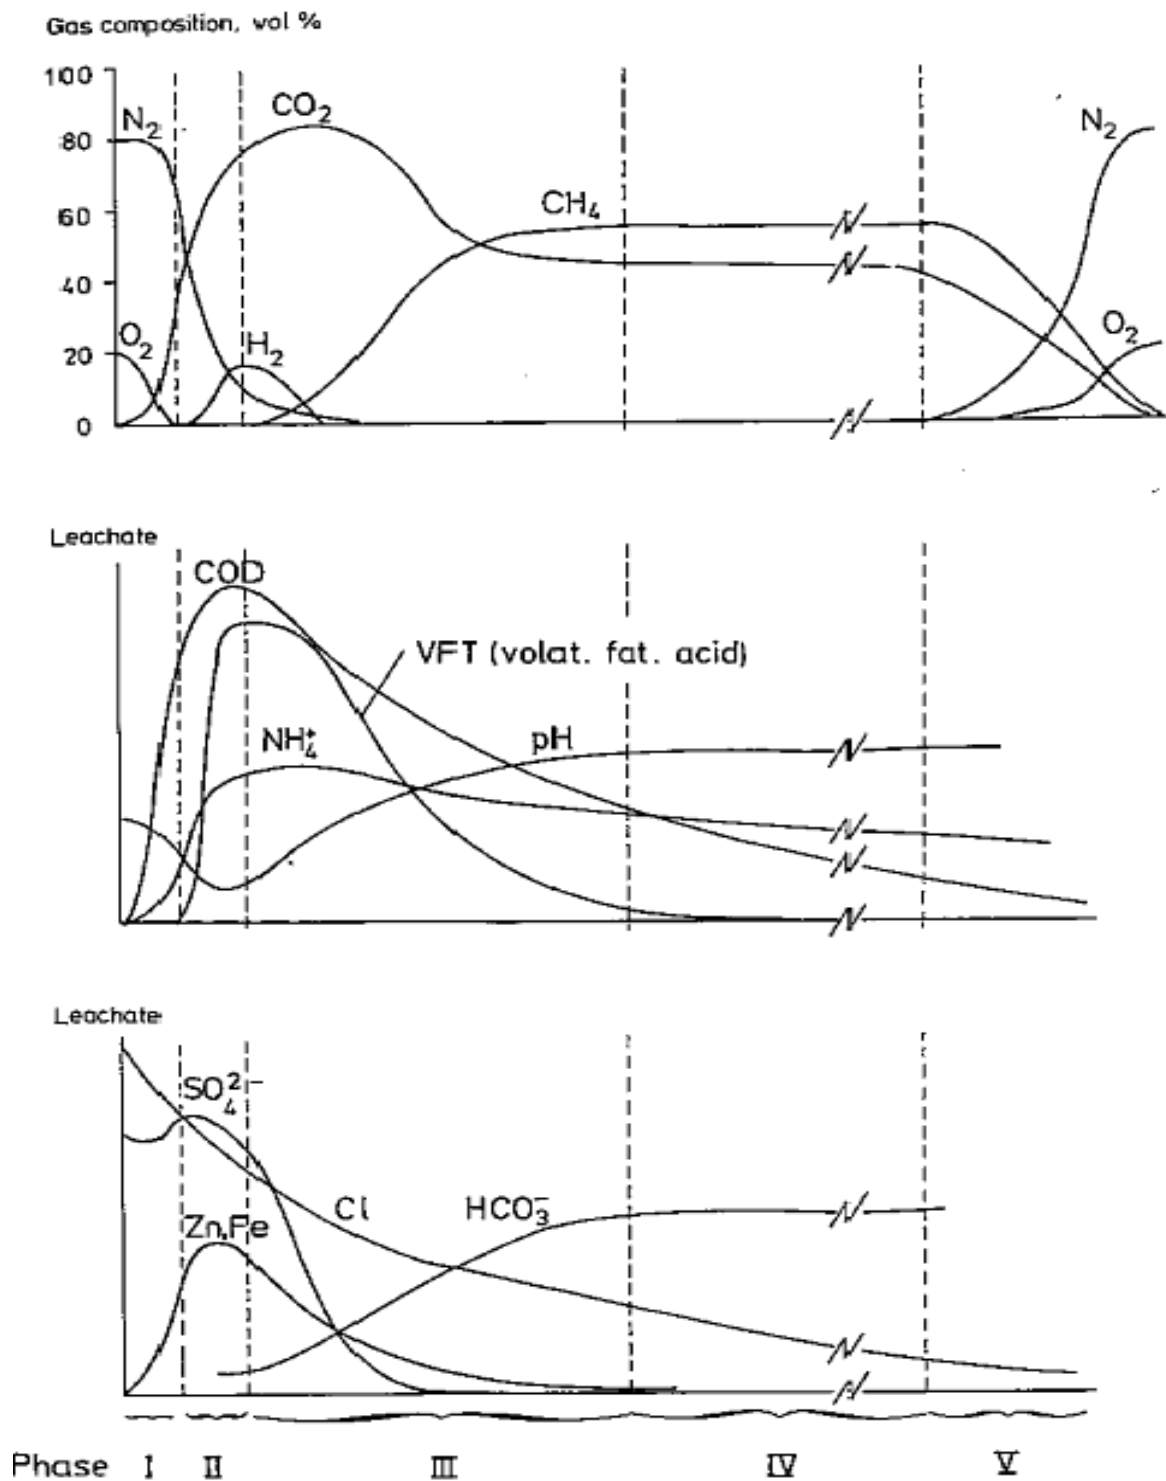 Gas composition, vol %
100
80
60
40
20
0
N₂
O₂
CO₂
H₂
CH₄
N₂
O₂
Leachate
COD
VFT (volat. fat. acid)
NH₄⁺
pH
Leachate
SO₄²⁻
Zn,Fe
Cl
HCO₃⁻
Phase I II III IV V